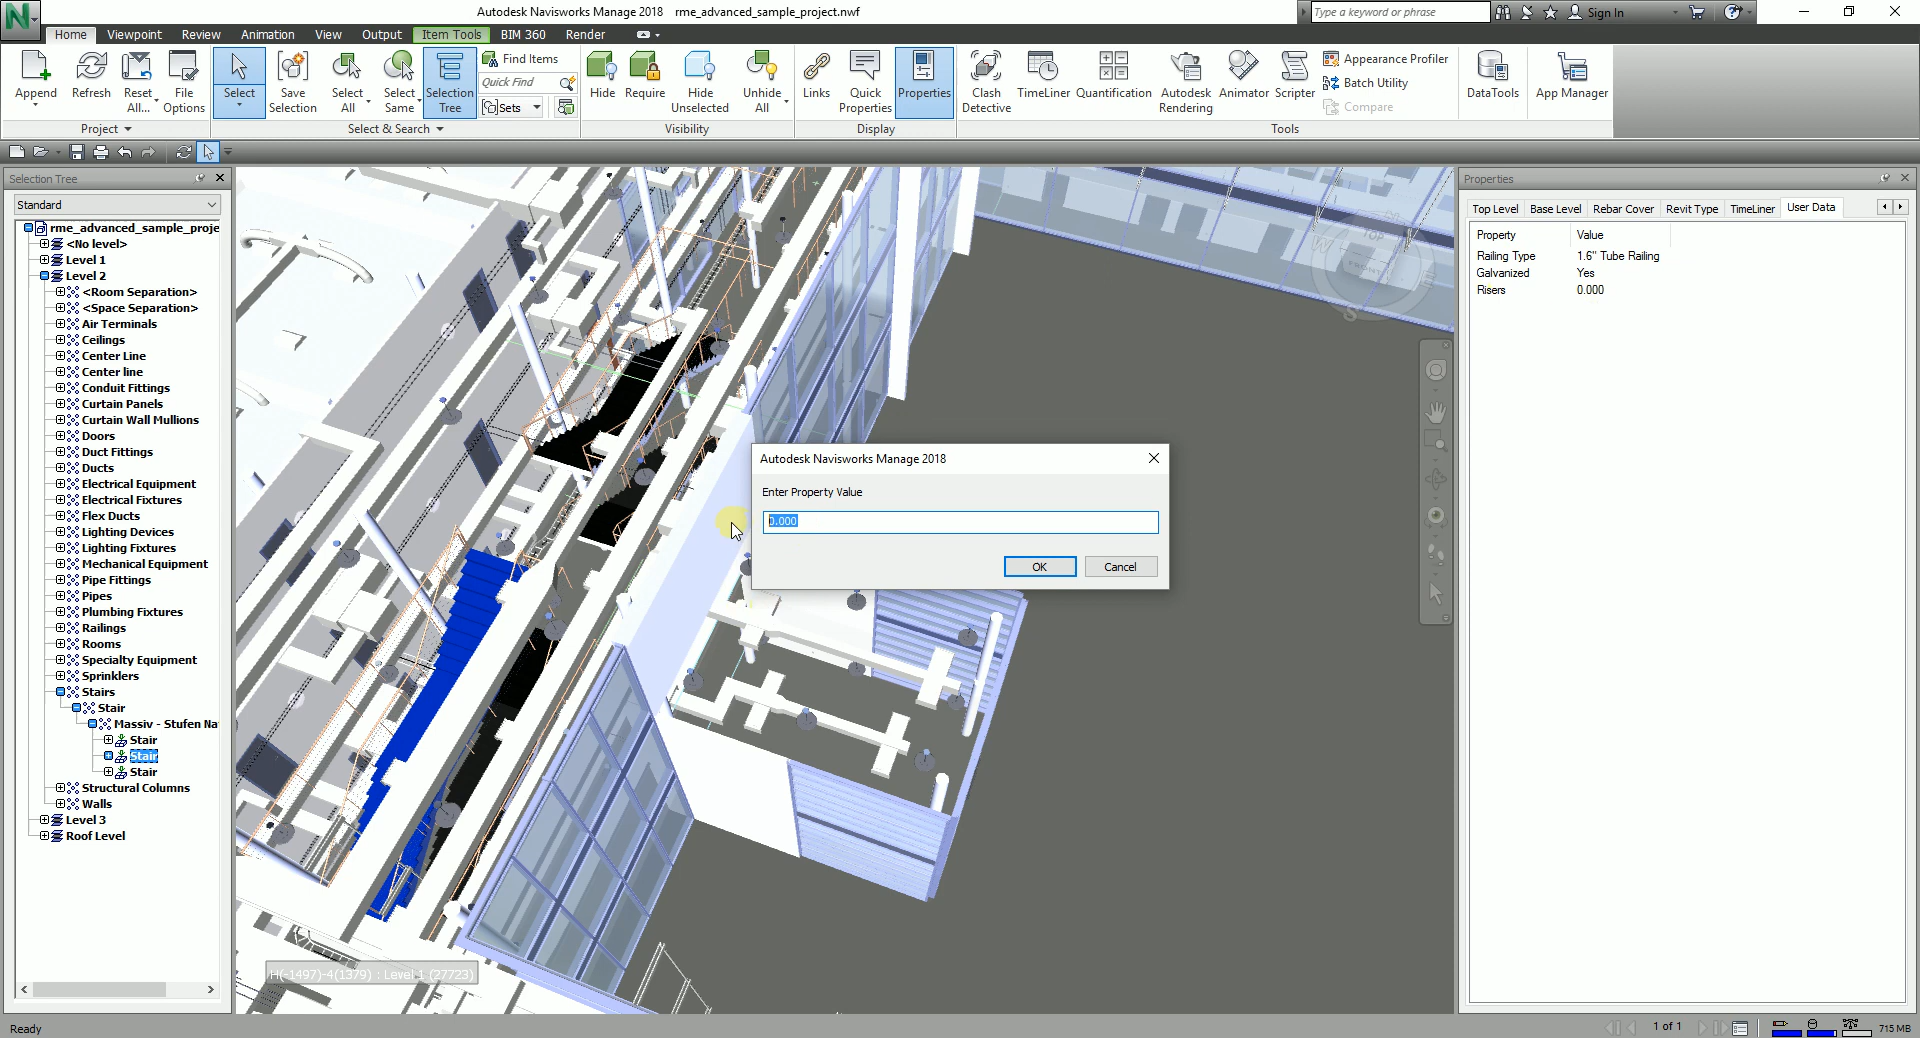 Autodesk Navisworks Manage 2018 rme_advanced_sample_project.nwf
Type a keyword or phrase
Sign In
Home Viewpoint Review Animation View Output Item Tools BIM 360 Render
Append
Refresh
Reset All...
File Options
Project
Select
Save Selection
Select All
Select Same
Selection Tree
Find Items
Quick Find
Sets
Select & Search
Hide
Require
Hide Unselected
Unhide All
Visibility
Links
Quick Properties
Properties
Display
Clash Detective
TimeLiner
Quantification
Autodesk Rendering
Animator
Scripter
Appearance Profiler
Batch Utility
Compare
Tools
DataTools
App Manager
Selection Tree
Standard
rme_advanced_sample_proje
<No level>
Level 1
Level 2
<Room Separation>
<Space Separation>
Air Terminals
Ceilings
Center Line
Center line
Conduit Fittings
Curtain Panels
Curtain Wall Mullions
Doors
Duct Fittings
Ducts
Electrical Equipment
Electrical Fixtures
Flex Ducts
Lighting Devices
Lighting Fixtures
Mechanical Equipment
Pipe Fittings
Pipes
Plumbing Fixtures
Railings
Rooms
Specialty Equipment
Sprinklers
Stairs
Stair
Massiv - Stufen Na
Stair
Stair
Stair
Structural Columns
Walls
Level 3
Roof Level
TOP
FRONT
W
S
H(-1497)-4(1379) : Level 1 (27723)
Autodesk Navisworks Manage 2018
Enter Property Value
0.000
OK Cancel
Properties
Top Level Base Level Rebar Cover Revit Type TimeLiner User Data
Property Value
Railing Type 1.6" Tube Railing
Galvanized Yes
Risers 0.000
Ready
1 of 1
715 MB